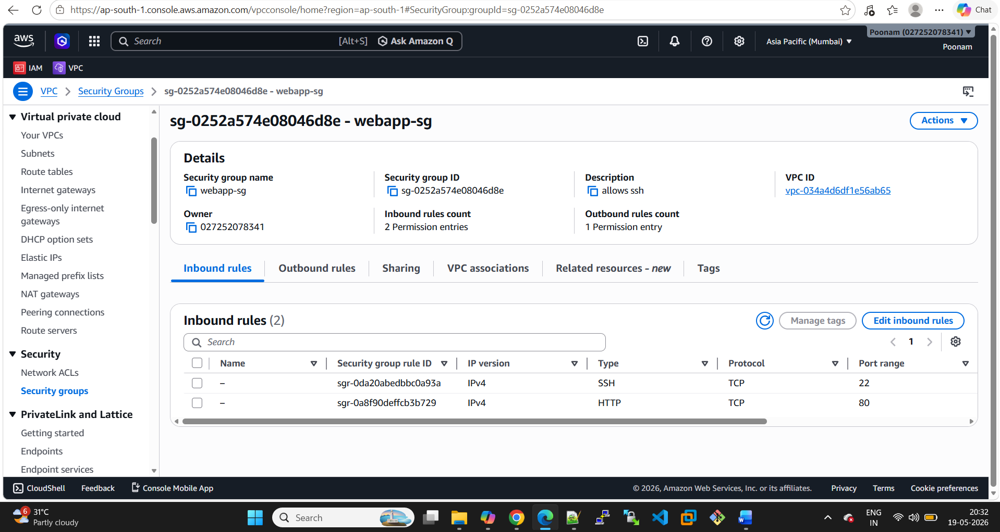 https://ap-south-1.console.aws.amazon.com/vpcconsole/home?region=ap-south-1#SecurityGroup:groupId=sg-0252a574e08046d8e
Chat
aws
Search
[Alt+S]
Ask Amazon Q
Asia Pacific (Mumbai)
Poonam (027252078341)
Poonam
IAM
VPC
VPC
Security Groups
sg-0252a574e08046d8e - webapp-sg
Virtual private cloud
Your VPCs
Subnets
Route tables
Internet gateways
Egress-only internet
gateways
DHCP option sets
Elastic IPs
Managed prefix lists
NAT gateways
Peering connections
Route servers
Security
Network ACLs
Security groups
PrivateLink and Lattice
Getting started
Endpoints
Endpoint services
sg-0252a574e08046d8e - webapp-sg
Actions
Details
Security group name
webapp-sg
Security group ID
sg-0252a574e08046d8e
Description
allows ssh
VPC ID
vpc-034a4d6df1e56ab65
Owner
027252078341
Inbound rules count
2 Permission entries
Outbound rules count
1 Permission entry
Inbound rules
Outbound rules
Sharing
VPC associations
Related resources - new
Tags
Inbound rules (2)
Manage tags
Edit inbound rules
Search
1
Name Security group rule ID IP version Type Protocol Port range
– sgr-0da20abedbbc0a93a IPv4 SSH TCP 22
– sgr-0a8f90deffcb3b729 IPv4 HTTP TCP 80
CloudShell
Feedback
Console Mobile App
© 2026, Amazon Web Services, Inc. or its affiliates.
Privacy
Terms
Cookie preferences
6
31°C
Partly cloudy
Search
ENG
IN
20:32
19-05-2026